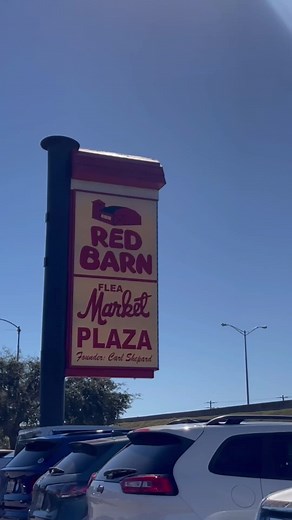 RED
BARN
FLEA
Market
PLAZA
Founder: Carl Shepard